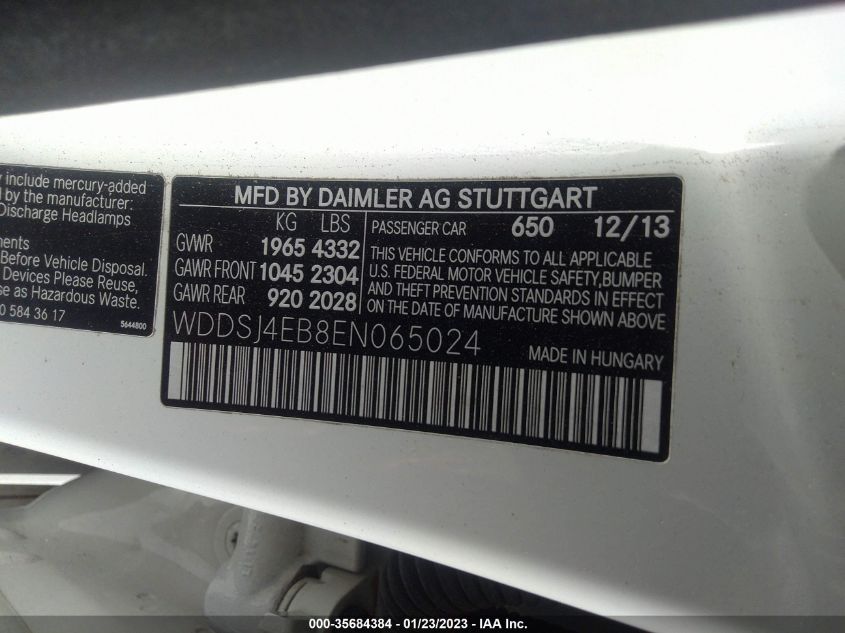 y include mercury-added
d by the manufacturer:
Discharge Headlamps
ments
Before Vehicle Disposal.
Devices Please Reuse,
se as Hazardous Waste.
0 584 36 17
5644800
MFD BY DAIMLER AG STUTTGART
KG LBS
GVWR 1965 4332
GAWR FRONT 1045 2304
GAWR REAR 920 2028
PASSENGER CAR 650 12/13
THIS VEHICLE CONFORMS TO ALL APPLICABLE
U.S. FEDERAL MOTOR VEHICLE SAFETY,BUMPER
AND THEFT PREVENTION STANDARDS IN EFFECT
ON THE DATE OF MANUFACTURE SHOWN ABOVE
WDDSJ4EB8EN065024
MADE IN HUNGARY
000-35684384 - 01/23/2023 - IAA Inc.